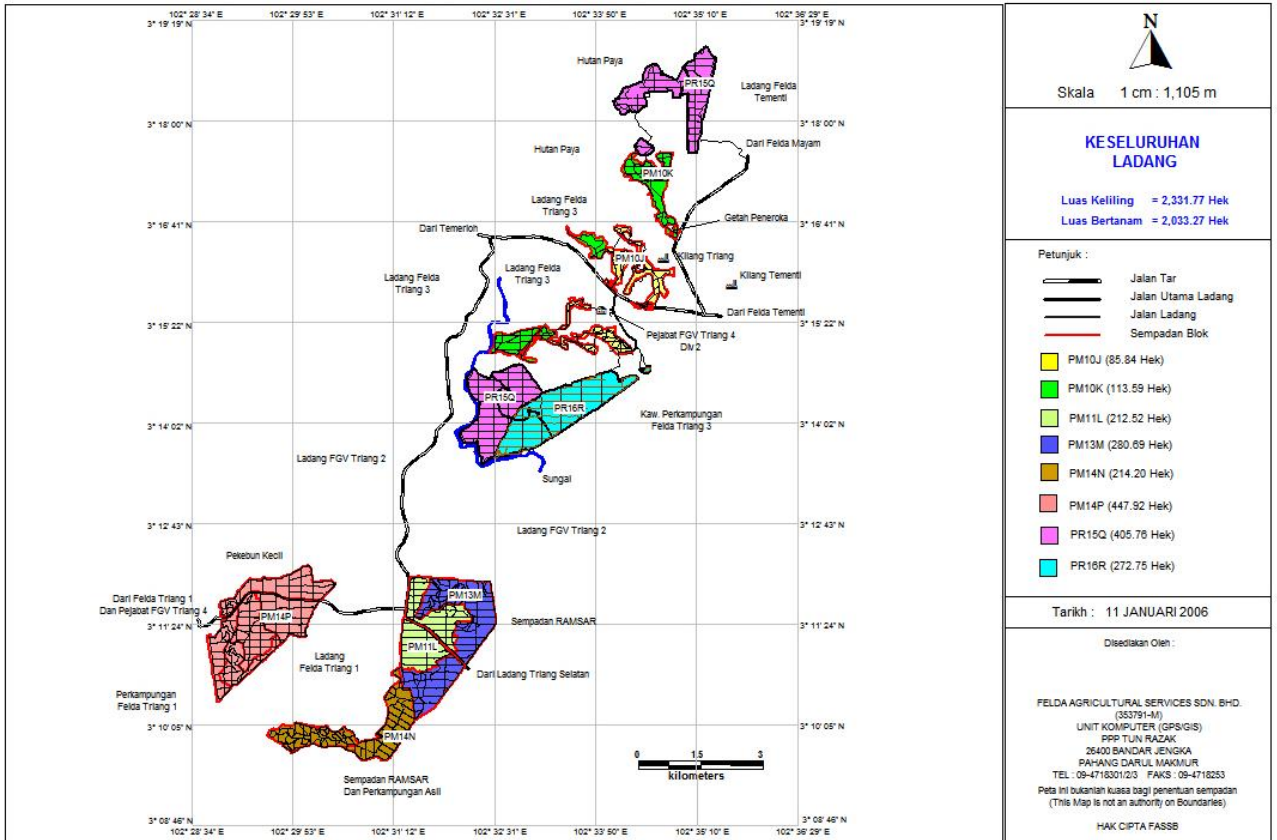 102° 28' 34" E
102° 29' 53" E
102° 31' 12" E
102° 32' 31" E
102° 33' 50" E
102° 35' 10" E
102° 36' 29" E
3° 19' 19" N
3° 19' 19" N
Hutan Paya
PR15Q
Ladang Felda
Tementi
3° 18' 00" N
3° 18' 00" N
Hutan Paya
Dari Felda Mayam
PM10K
Ladang Felda
Triang 3
Getah Peneroka
3° 16' 41" N
3° 16' 41" N
Dari Temerloh
PM10J
Kilang Triang
Ladang Felda
Triang 3
Ladang Felda
Triang 3
Kilang Tementi
Dari Felda Tementi
3° 15' 22" N
3° 15' 22" N
Pejabat FGV Triang 4
Div 2
PR15Q
PR16R
Kaw. Perkampungan
Felda Triang 3
3° 14' 02" N
3° 14' 02" N
Ladang FGV Triang 2
Sungai
3° 12' 43" N
3° 12' 43" N
Ladang FGV Triang 2
Pekebun Kecil
PM13M
Dari Felda Triang 1
Dan Pejabat FGV Triang 4
PM14P
3° 11' 24" N
3° 11' 24" N
Sempadan RAMSAR
PM11L
Ladang
Felda Triang 1
Dari Ladang Triang Selatan
Perkampungan
Felda Triang 1
3° 10' 05" N
3° 10' 05" N
PM14N
0 1.5 3
kilometers
Sempadan RAMSAR
Dan Perkampungan Asli
3° 08' 46" N
3° 08' 46" N
102° 28' 34" E
102° 29' 53" E
102° 31' 12" E
102° 32' 31" E
102° 33' 50" E
102° 35' 10" E
102° 36' 29" E
N
Skala 1 cm : 1,105 m
KESELURUHAN
LADANG
Luas Keliling = 2,331.77 Hek
Luas Bertanam = 2,033.27 Hek
Petunjuk :
Jalan Tar
Jalan Utama Ladang
Jalan Ladang
Sempadan Blok
PM10J (85.84 Hek)
PM10K (113.59 Hek)
PM11L (212.52 Hek)
PM13M (280.69 Hek)
PM14N (214.20 Hek)
PM14P (447.92 Hek)
PR15Q (405.76 Hek)
PR16R (272.75 Hek)
Tarikh : 11 JANUARI 2006
Disediakan Oleh :
FELDA AGRICULTURAL SERVICES SDN. BHD.
(353791-M)
UNIT KOMPUTER (GPS/GIS)
PPP TUN RAZAK
26400 BANDAR JENGKA
PAHANG DARUL MAKMUR
TEL : 09-4718301/2/3 FAKS : 09-4718253
Peta ini bukanlah kuasa bagi penentuan sempadan
(This Map is not an authority on Boundaries)
HAK CIPTA FASSB